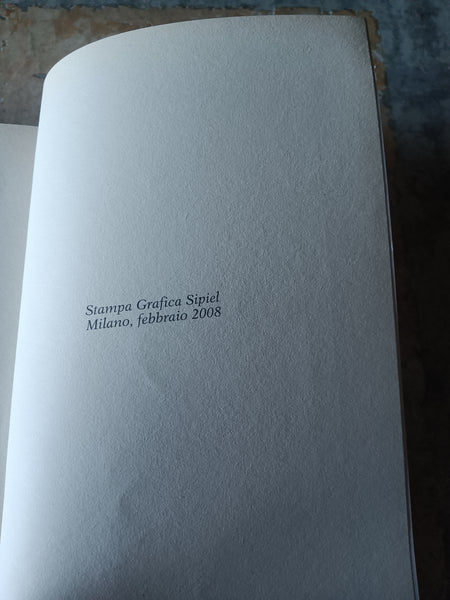 Stampa Grafica Sipiel
Milano, febbraio 2008